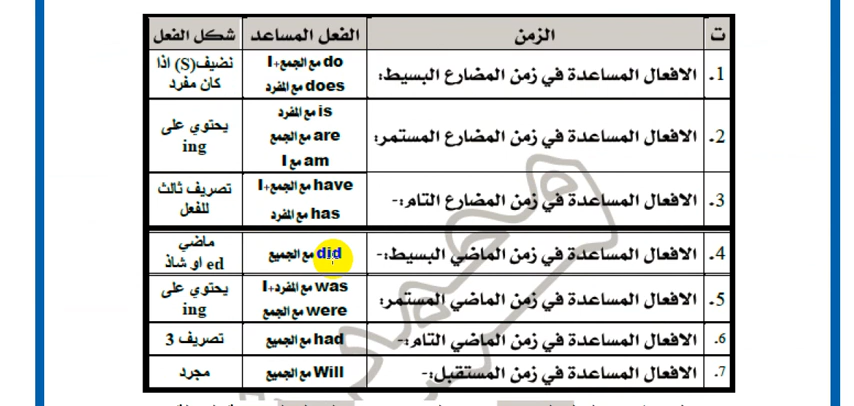 ت الزمن الفعل المساعد شكل الفعل
1. الافعال المساعدة في زمن المضارع البسيط:
do مع الجمع+I
does مع المفرد
نضيف(S) اذا
كان مفرد
2. الافعال المساعدة في زمن المضارع المستمر:
is مع المفرد
are مع الجمع
am مع I
يحتوي على
ing
3. الافعال المساعدة في زمن المضارع التام:-
have مع الجمع+I
has مع المفرد
تصريف ثالث
للفعل
4. الافعال المساعدة في زمن الماضي البسيط:-
did مع الجميع
ماضي
ed او شاذ
5. الافعال المساعدة في زمن الماضي المستمر:
was مع المفرد+I
were مع الجمع
يحتوي على
ing
6. الافعال المساعدة في زمن الماضي التام:-
had مع الجميع
تصريف 3
7. الافعال المساعدة في زمن المستقبل:-
Will مع الجميع
مجرد